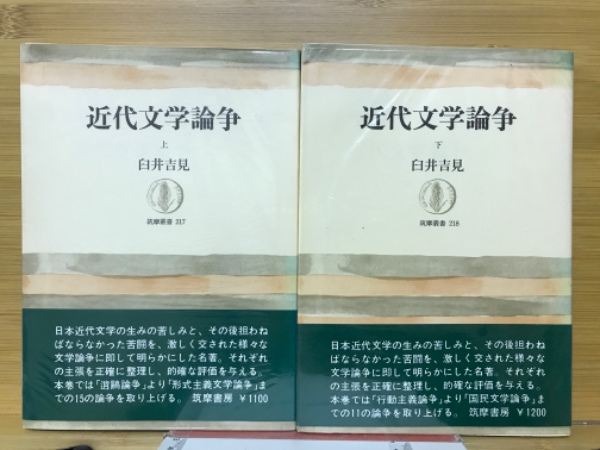 近代文学論争
上
臼井吉見
筑摩叢書 217
日本近代文学の生みの苦しみと、その後担わね
ばならなかった苦闘を、激しく交された様々な
文学論争に即して明らかにした名著。それぞれ
の主張を正確に整理し、的確な評価を与える。
本巻では「逍鷗論争」より「形式主義文学論争」ま
での15の論争を取り上げる。 筑摩書房 ¥1100
近代文学論争
下
臼井吉見
筑摩叢書 218
日本近代文学の生みの苦しみと、その後担わね
ばならなかった苦闘を、激しく交された様々な
文学論争に即して明らかにした名著。それぞれ
の主張を正確に整理し、的確な評価を与える。
本巻では「行動主義論争」より「国民文学論争」ま
での11の論争を取り上げる。 筑摩書房 ¥1200